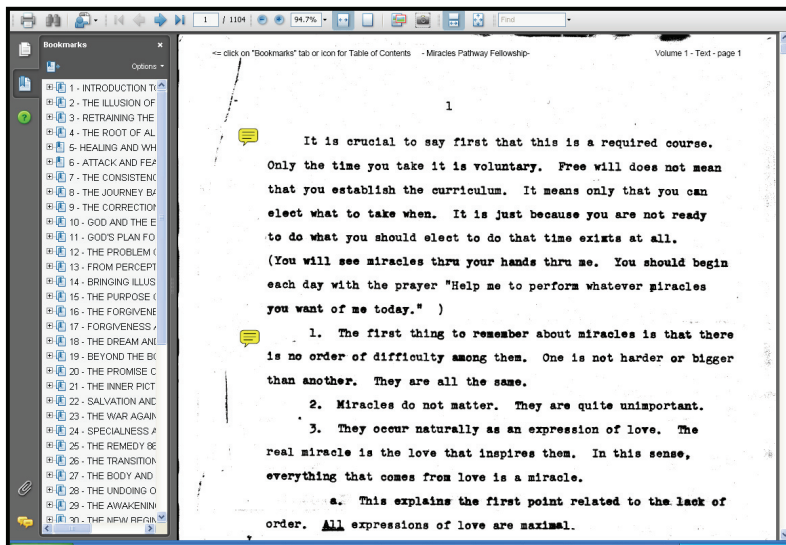 1 / 1104
94.7%
Find
Bookmarks
x
Options
1 - INTRODUCTION TO
2 - THE ILLUSION OF
3 - RETRAINING THE
4 - THE ROOT OF AL
5- HEALING AND WH
6 - ATTACK AND FEA
7 - THE CONSISTENC
8 - THE JOURNEY BA
9 - THE CORRECTION
10 - GOD AND THE E
11 - GOD'S PLAN FO
12 - THE PROBLEM
13 - FROM PERCEPT
14 - BRINGING ILLUS
15 - THE PURPOSE
16 - THE FORGIVENE
17 - FORGIVENESS
18 - THE DREAM AND
19 - BEYOND THE BO
20 - THE PROMISE
21 - THE INNER PICT
22 - SALVATION AND
23 - THE WAR AGAIN
24 - SPECIALNESS A
25 - THE REMEDY
26 - THE TRANSITION
27 - THE BODY AND
28 - THE UNDOING O
29 - THE AWAKENING
30 - THE NEW BEGIN
<= click on "Bookmarks" tab or icon for Table of Contents - Miracles Pathway Fellowship-
Volume 1 - Text - page 1
1
It is crucial to say first that this is a required course.
Only the time you take it is voluntary. Free will does not mean
that you establish the curriculum. It means only that you can
elect what to take when. It is just because you are not ready
to do what you should elect to do that time exists at all.
(You will see miracles thru your hands thru me. You should begin
each day with the prayer "Help me to perform whatever miracles
you want of me today." )
1. The first thing to remember about miracles is that there
is no order of difficulty among them. One is not harder or bigger
than another. They are all the same.
2. Miracles do not matter. They are quite unimportant.
3. They occur naturally as an expression of love. The
real miracle is the love that inspires them. In this sense,
everything that comes from love is a miracle.
a. This explains the first point related to the lack of
order. All expressions of love are maximal.